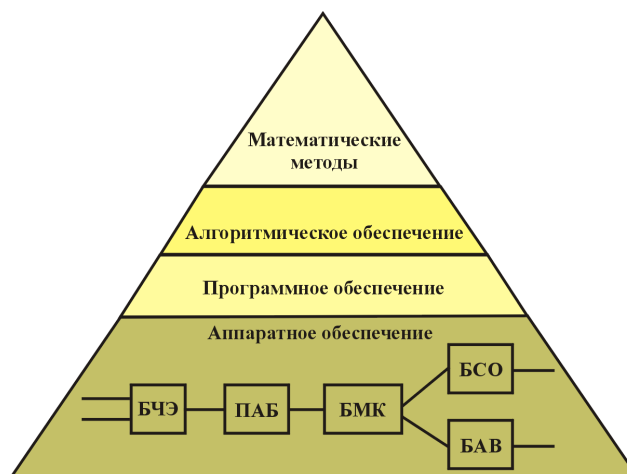 Математические
методы
Алгоритмическое обеспечение
Программное обеспечение
Аппаратное обеспечение
БЧЭ
ПАБ
БМК
БСО
БАВ